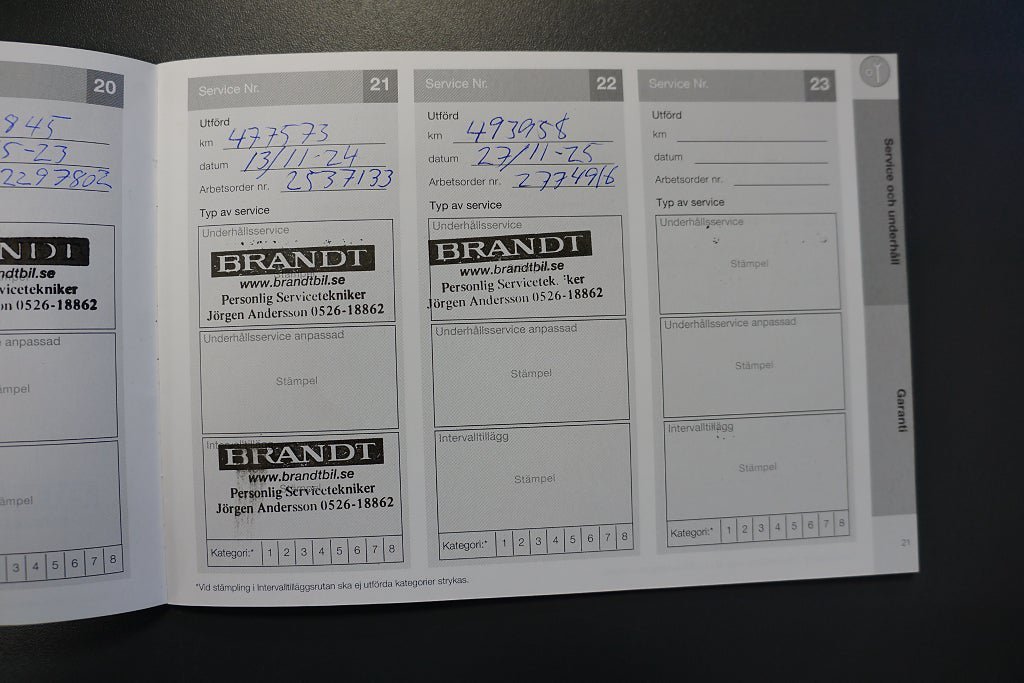 20
845
5-23
2297802
BRANDT
ndtbil.se
vicetekniker
n 0526-18862
e anpassad
ämpel
ämpel
3 4 5 6 7 8
Service Nr. 21
Utförd
km 477573
datum 13/11-24
Arbetsorder nr. 2537133
Typ av service
Underhållsservice
BRANDT
www.brandtbil.se
Personlig Servicetekniker
Jörgen Andersson 0526-18862
Underhållsservice anpassad
Stämpel
Intervalltillägg
BRANDT
www.brandtbil.se
Personlig Servicetekniker
Jörgen Andersson 0526-18862
Kategori:* 1 2 3 4 5 6 7 8
Service Nr. 22
Utförd
km 493958
datum 27/11-25
Arbetsorder nr. 2774916
Typ av service
Underhållsservice
BRANDT
www.brandtbil.se
Personlig Servicetek. ker
Jörgen Andersson 0526-18862
Underhållsservice anpassad
Stämpel
Intervalltillägg
Stämpel
Kategori:* 1 2 3 4 5 6 7 8
Service Nr. 23
Utförd
km
datum
Arbetsorder nr.
Typ av service
Underhållsservice
Stämpel
Underhållsservice anpassad
Stämpel
Intervalltillägg
Stämpel
Kategori:* 1 2 3 4 5 6 7 8
*Vid stämpling i Intervalltilläggsrutan ska ej utförda kategorier strykas.
Service och underhåll
Garanti
21